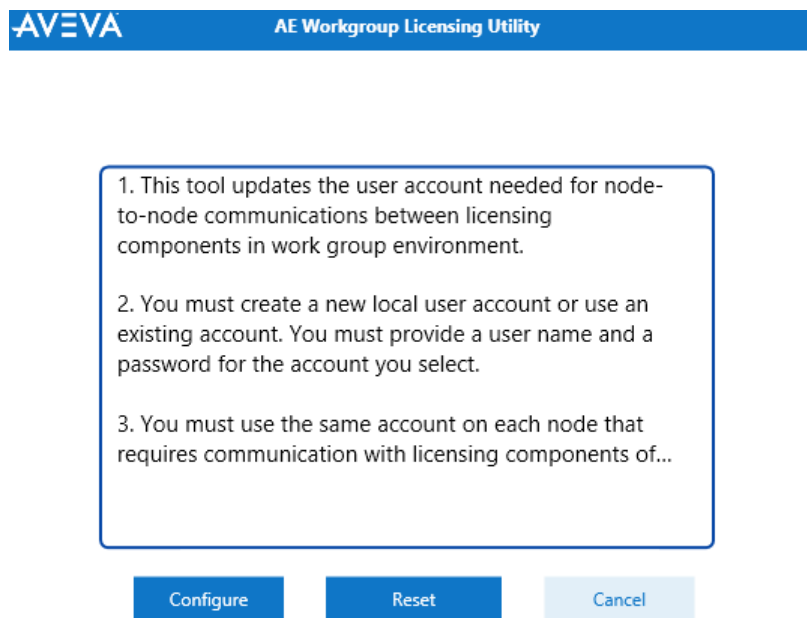 AVEVA AE Workgroup Licensing Utility
1. This tool updates the user account needed for node-
to-node communications between licensing
components in work group environment.
2. You must create a new local user account or use an
existing account. You must provide a user name and a
password for the account you select.
3. You must use the same account on each node that
requires communication with licensing components of...
Configure Reset Cancel